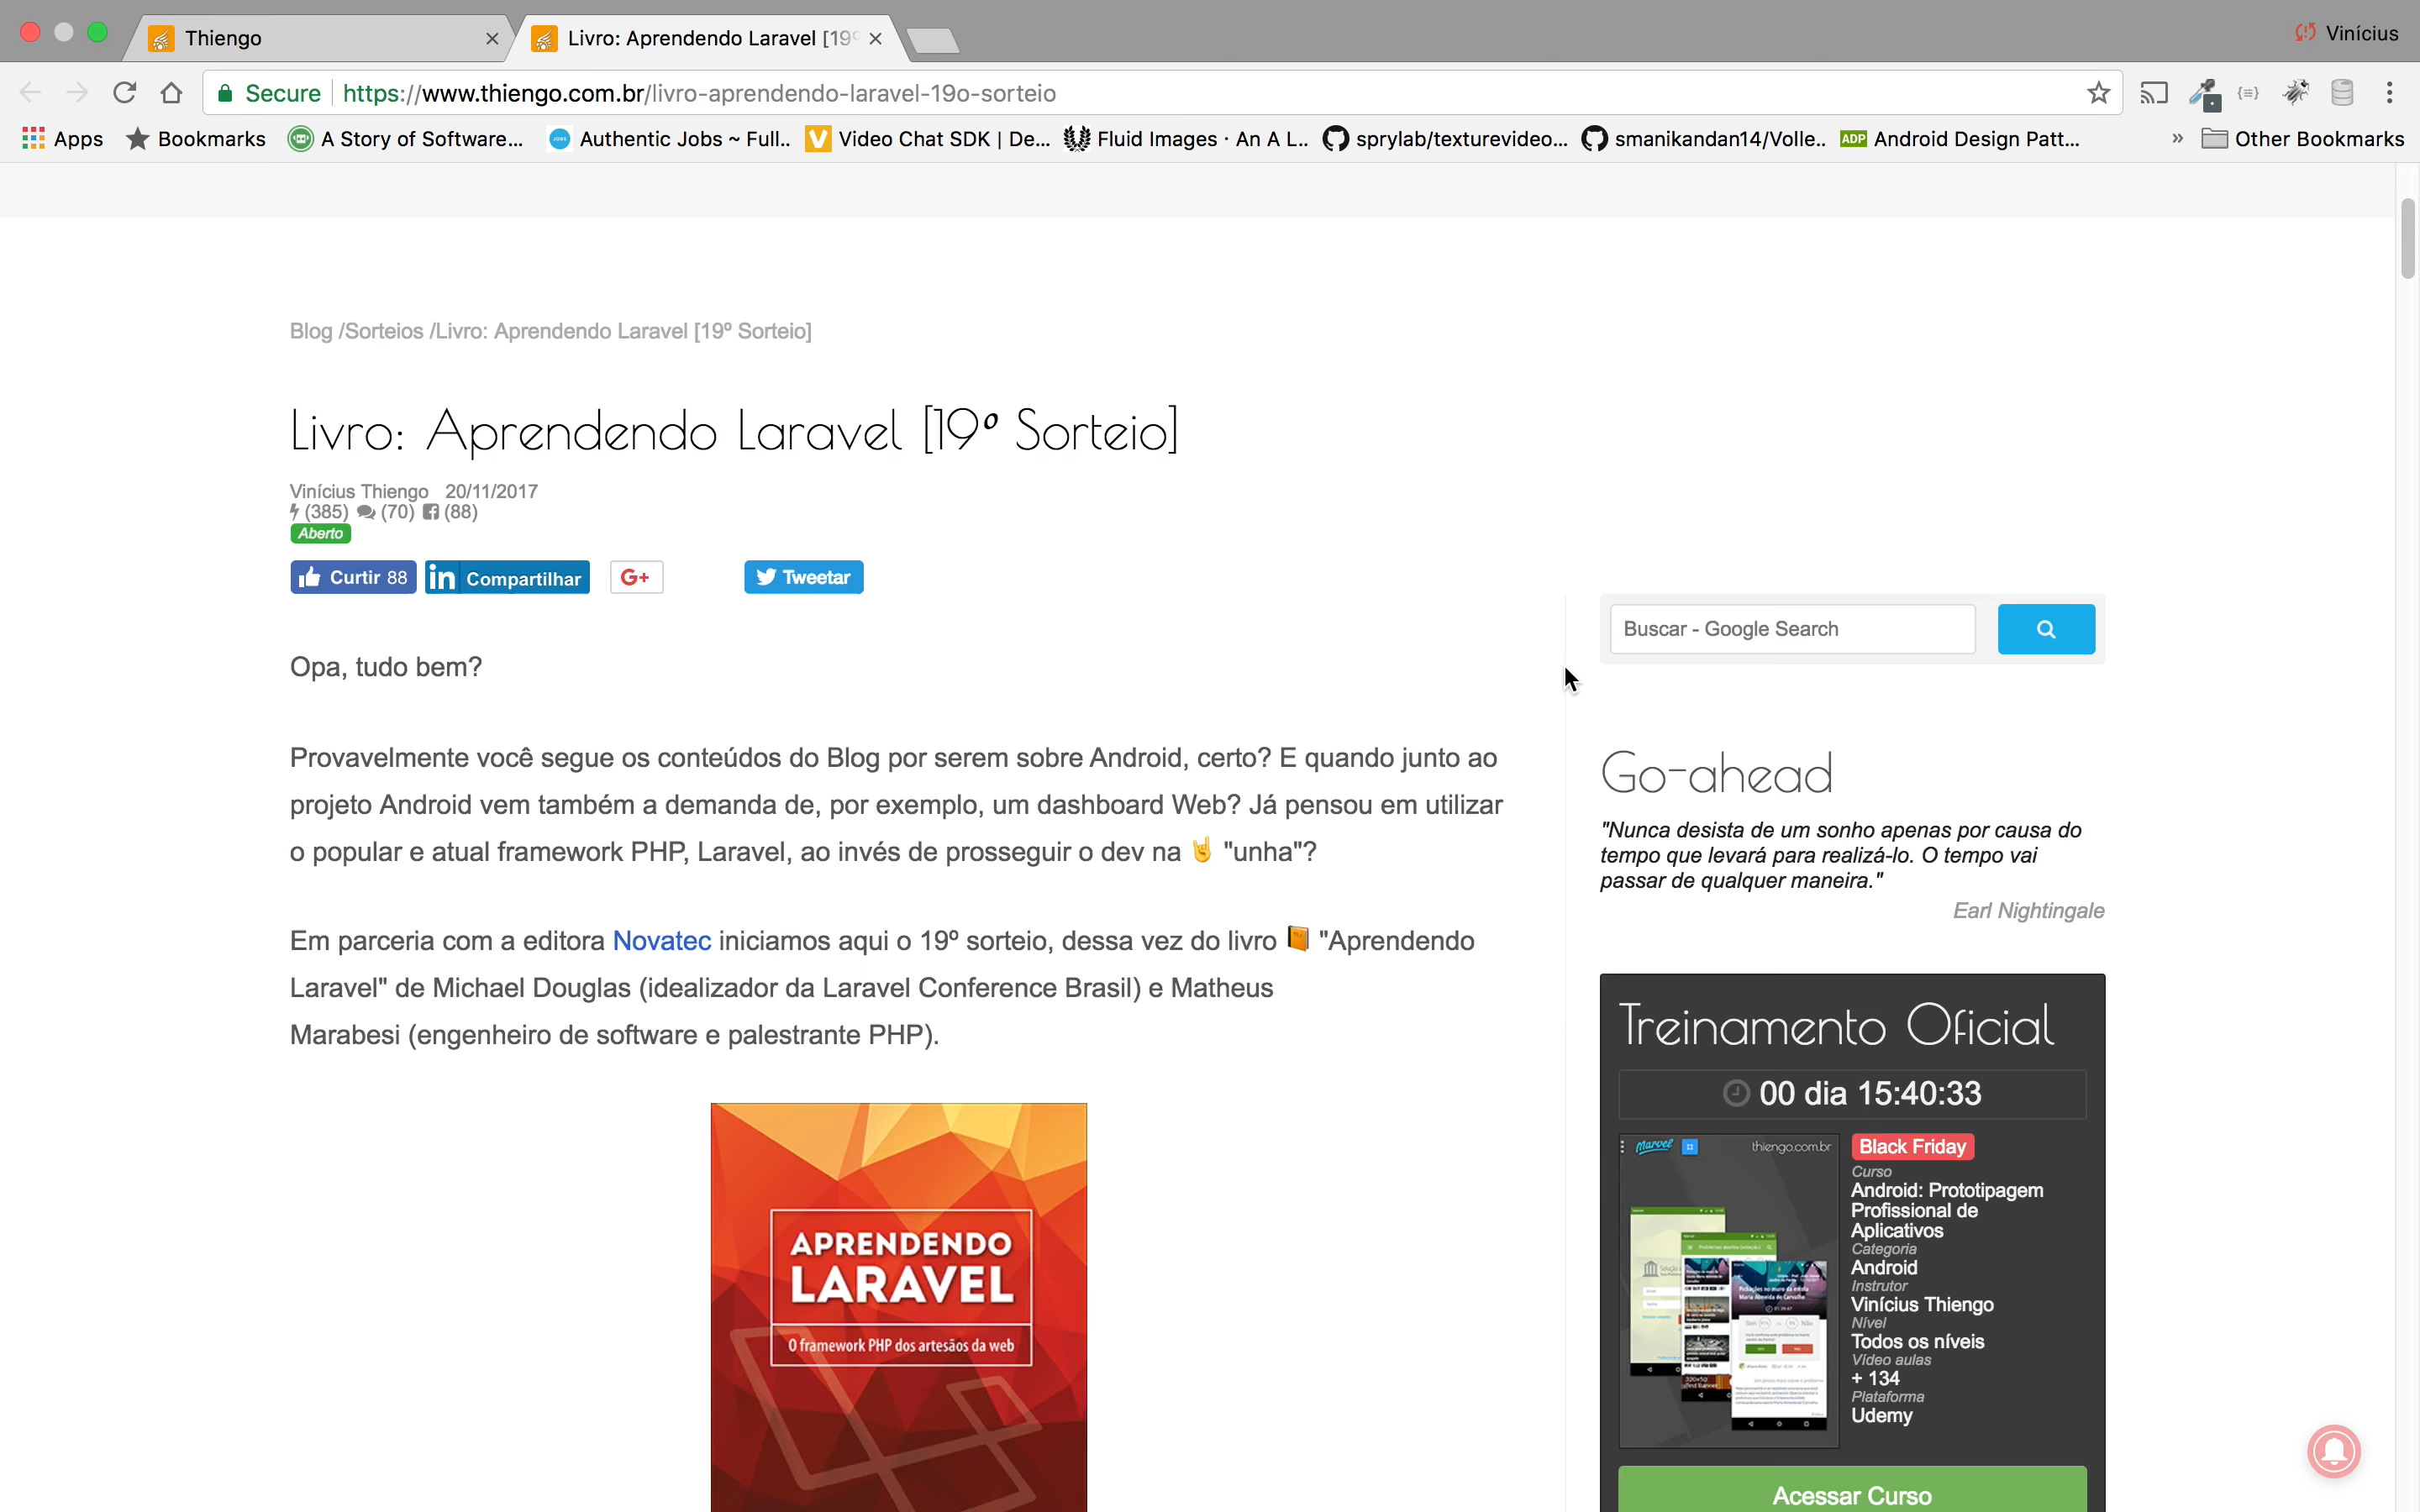 Thiengo
Livro: Aprendendo Laravel [19º
Vinícius
Secure https://www.thiengo.com.br/livro-aprendendo-laravel-19o-sorteio
Apps Bookmarks A Story of Software... Authentic Jobs ~ Full.. Video Chat SDK | De... Fluid Images · An A L.. sprylab/texturevideo... smanikandan14/Volle.. ADP Android Design Patt... » Other Bookmarks
Blog /Sorteios /Livro: Aprendendo Laravel [19º Sorteio]
Livro: Aprendendo Laravel [19º Sorteio]
Vinícius Thiengo 20/11/2017
(385) (70) (88)
Aberto
Curtir 88 in Compartilhar G+ Tweetar
Opa, tudo bem?
Provavelmente você segue os conteúdos do Blog por serem sobre Android, certo? E quando junto ao
projeto Android vem também a demanda de, por exemplo, um dashboard Web? Já pensou em utilizar
o popular e atual framework PHP, Laravel, ao invés de prosseguir o dev na 🤘 "unha"?
Em parceria com a editora Novatec iniciamos aqui o 19º sorteio, dessa vez do livro 📙 "Aprendendo
Laravel" de Michael Douglas (idealizador da Laravel Conference Brasil) e Matheus
Marabesi (engenheiro de software e palestrante PHP).
APRENDENDO
LARAVEL
O framework PHP dos artesãos da web
Buscar - Google Search
Go-ahead
"Nunca desista de um sonho apenas por causa do
tempo que levará para realizá-lo. O tempo vai
passar de qualquer maneira."
Earl Nightingale
Treinamento Oficial
00 dia 15:40:33
Marvel thiengo.com.br
Black Friday
Curso
Android: Prototipagem
Profissional de
Aplicativos
Categoria
Android
Instrutor
Vinícius Thiengo
Nível
Todos os níveis
Vídeo aulas
+ 134
Plataforma
Udemy
Acessar Curso